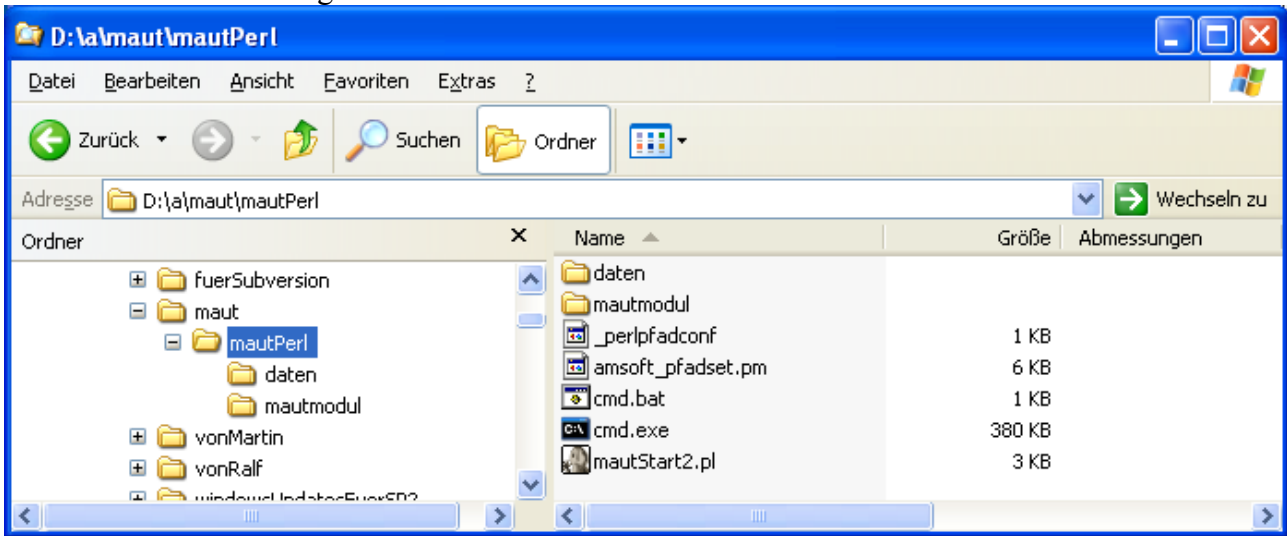 D:\a\maut\mautPerl
Datei Bearbeiten Ansicht Favoriten Extras ?
Zurück Suchen Ordner
Adresse D:\a\maut\mautPerl Wechseln zu
Ordner X Name Größe Abmessungen
fuerSubversion
maut
mautPerl
daten
mautmodul
vonMartin
vonRalf
daten
mautmodul
_perlpfadconf 1 KB
amsoft_pfadset.pm 6 KB
cmd.bat 1 KB
cmd.exe 380 KB
mautStart2.pl 3 KB